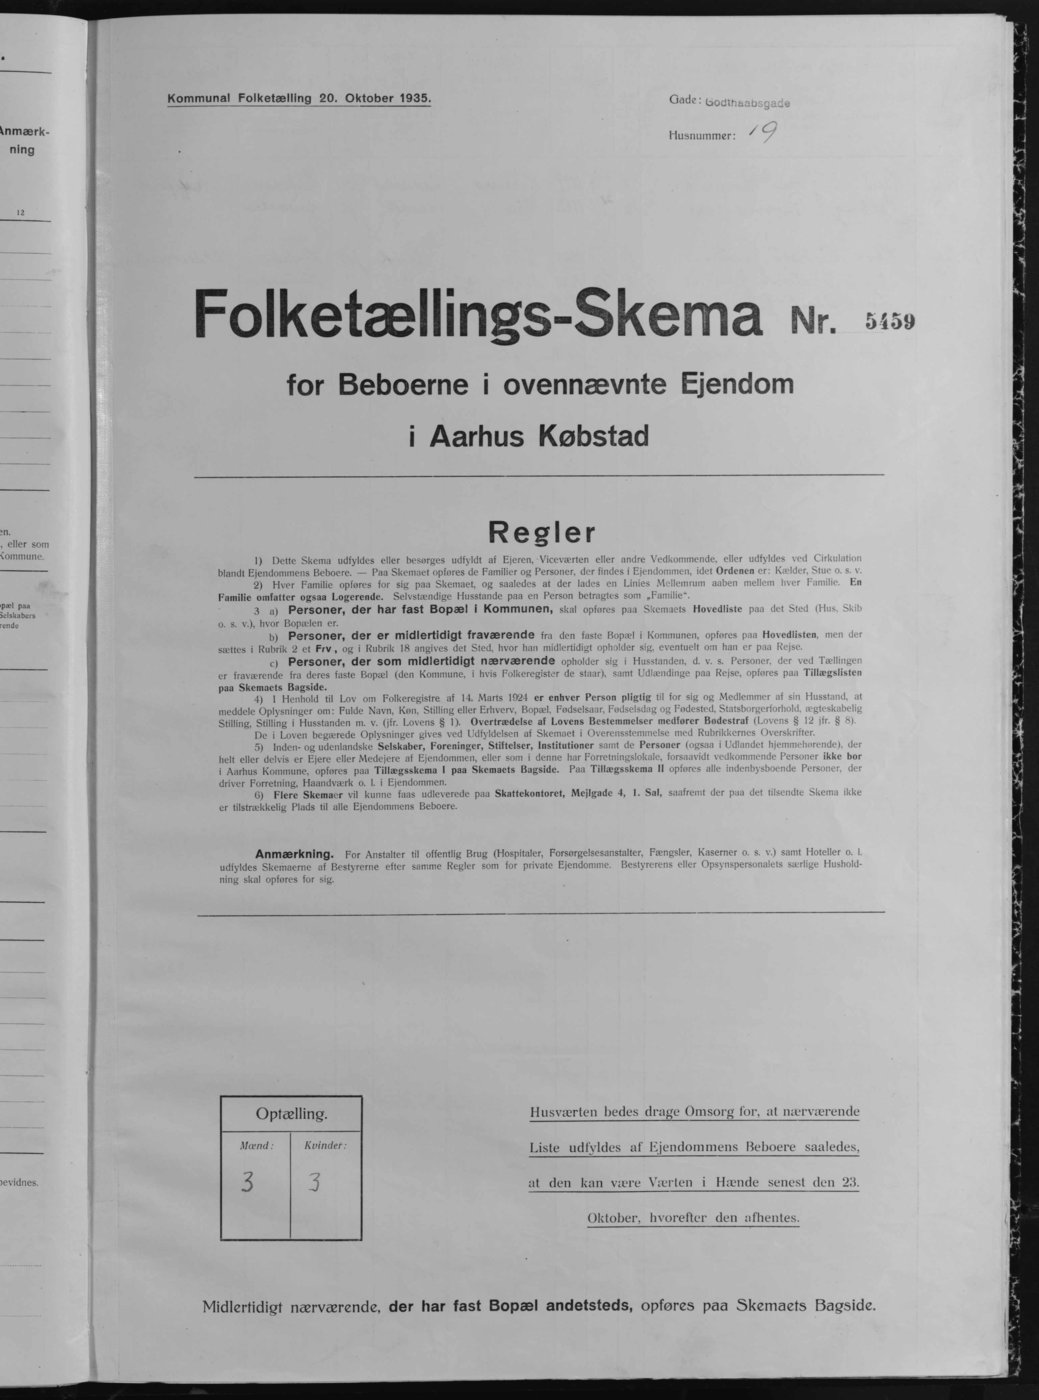 .
Anmærk-
ning
12
en.
, eller som
Kommune.
opæl paa
Selskabers
rende
bevidnes.
Kommunal Folketælling 20. Oktober 1935.
Gade: Godthaabsgade
Husnummer: 19
Folketællings-Skema Nr. 5459
for Beboerne i ovennævnte Ejendom
i Aarhus Købstad
Regler
1) Dette Skema udfyldes eller besørges udfyldt af Ejeren, Viceværten eller andre Vedkommende, eller udfyldes ved Cirkulation
blandt Ejendommens Beboere. — Paa Skemaet opføres de Familier og Personer, der findes i Ejendommen, idet Ordenen er: Kælder, Stue o. s. v.
2) Hver Familie opføres for sig paa Skemaet, og saaledes at der lades en Linies Mellemrum aaben mellem hver Familie. En
Familie omfatter ogsaa Logerende. Selvstændige Husstande paa en Person betragtes som „Familie“.
3 a) Personer, der har fast Bopæl i Kommunen, skal opføres paa Skemaets Hovedliste paa det Sted (Hus, Skib
o. s. v.), hvor Bopælen er.
b) Personer, der er midlertidigt fraværende fra den faste Bopæl i Kommunen, opføres paa Hovedlisten, men der
sættes i Rubrik 2 et Frv., og i Rubrik 18 angives det Sted, hvor han midlertidigt opholder sig, eventuelt om han er paa Rejse.
c) Personer, der som midlertidigt nærværende opholder sig i Husstanden, d. v. s. Personer, der ved Tællingen
er fraværende fra deres faste Bopæl (den Kommune, i hvis Folkeregister de staar), samt Udlændinge paa Rejse, opføres paa Tillægslisten
paa Skemaets Bagside.
4) I Henhold til Lov om Folkeregistre af 14. Marts 1924 er enhver Person pligtig til for sig og Medlemmer af sin Husstand, at
meddele Oplysninger om: Fulde Navn, Køn, Stilling eller Erhverv, Bopæl, Fødselsaar, Fødselsdag og Fødested, Statsborgerforhold, ægteskabelig
Stilling, Stilling i Husstanden m. v. (jfr. Lovens § 1). Overtrædelse af Lovens Bestemmelser medfører Bødestraf (Lovens § 12 jfr. § 8).
De i Loven begærede Oplysninger gives ved Udfyldelsen af Skemaet i Overensstemmelse med Rubrikkernes Overskrifter.
5) Inden- og udenlandske Selskaber, Foreninger, Stiftelser, Institutioner samt de Personer (ogsaa i Udlandet hjemmehørende), der
helt eller delvis er Ejere eller Medejere af Ejendommen, eller som i denne har Forretningslokale, forsaavidt vedkommende Personer ikke bor
i Aarhus Kommune, opføres paa Tillægsskema I paa Skemaets Bagside. Paa Tillægsskema II opføres alle indenbysboende Personer, der
driver Forretning, Haandværk o. l. i Ejendommen.
6) Flere Skemaer vil kunne faas udleverede paa Skattekontoret, Mejlgade 4, 1. Sal, saafremt der paa det tilsendte Skema ikke
er tilstrækkelig Plads til alle Ejendommens Beboere.
Anmærkning. For Anstalter til offentlig Brug (Hospitaler, Forsørgelsesanstalter, Fængsler, Kaserner o. s. v.) samt Hoteller o. l.
udfyldes Skemaerne af Bestyrerne efter samme Regler som for private Ejendomme. Bestyrerens eller Opsynspersonalets særlige Hushold-
ning skal opføres for sig.
Optælling.
Mænd: Kvinder:
3 3
Husværten bedes drage Omsorg for, at nærværende
Liste udfyldes af Ejendommens Beboere saaledes,
at den kan være Værten i Hænde senest den 23.
Oktober, hvorefter den afhentes.
Midlertidigt nærværende, der har fast Bopæl andetsteds, opføres paa Skemaets Bagside.